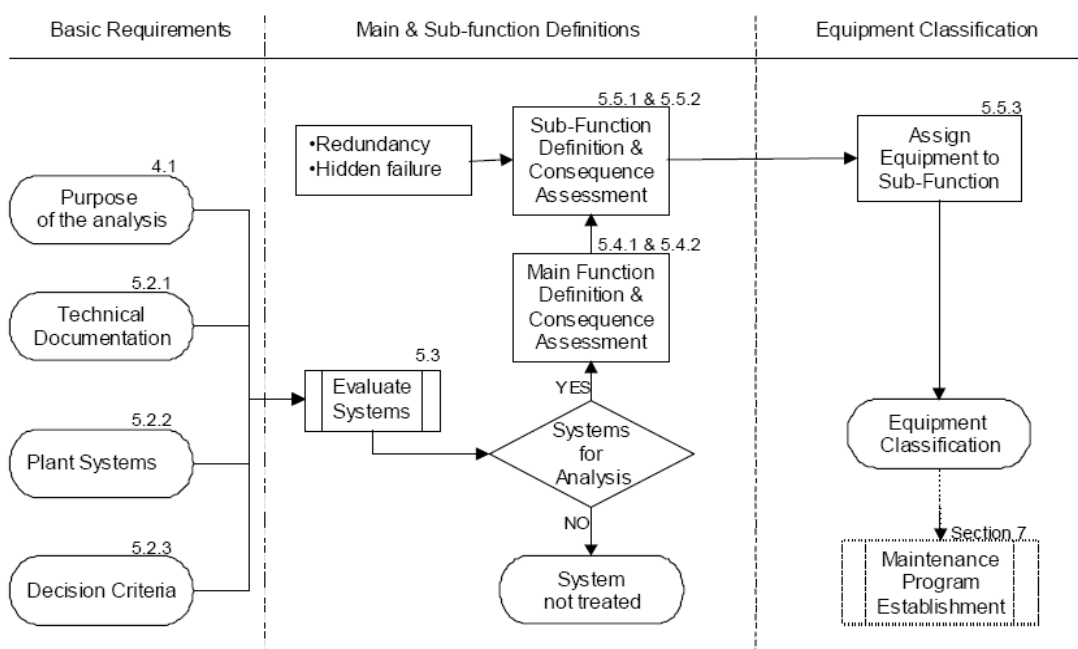 Basic Requirements
Main & Sub-function Definitions
Equipment Classification
4.1
Purpose
of the analysis
5.2.1
Technical
Documentation
5.2.2
Plant Systems
5.2.3
Decision Criteria
•Redundancy
•Hidden failure
5.5.1 & 5.5.2
Sub-Function
Definition &
Consequence
Assessment
5.4.1 & 5.4.2
Main Function
Definition &
Consequence
Assessment
5.3
Evaluate
Systems
YES
Systems
for
Analysis
NO
System
not treated
5.5.3
Assign
Equipment to
Sub-Function
Equipment
Classification
Section 7
Maintenance
Program
Establishment